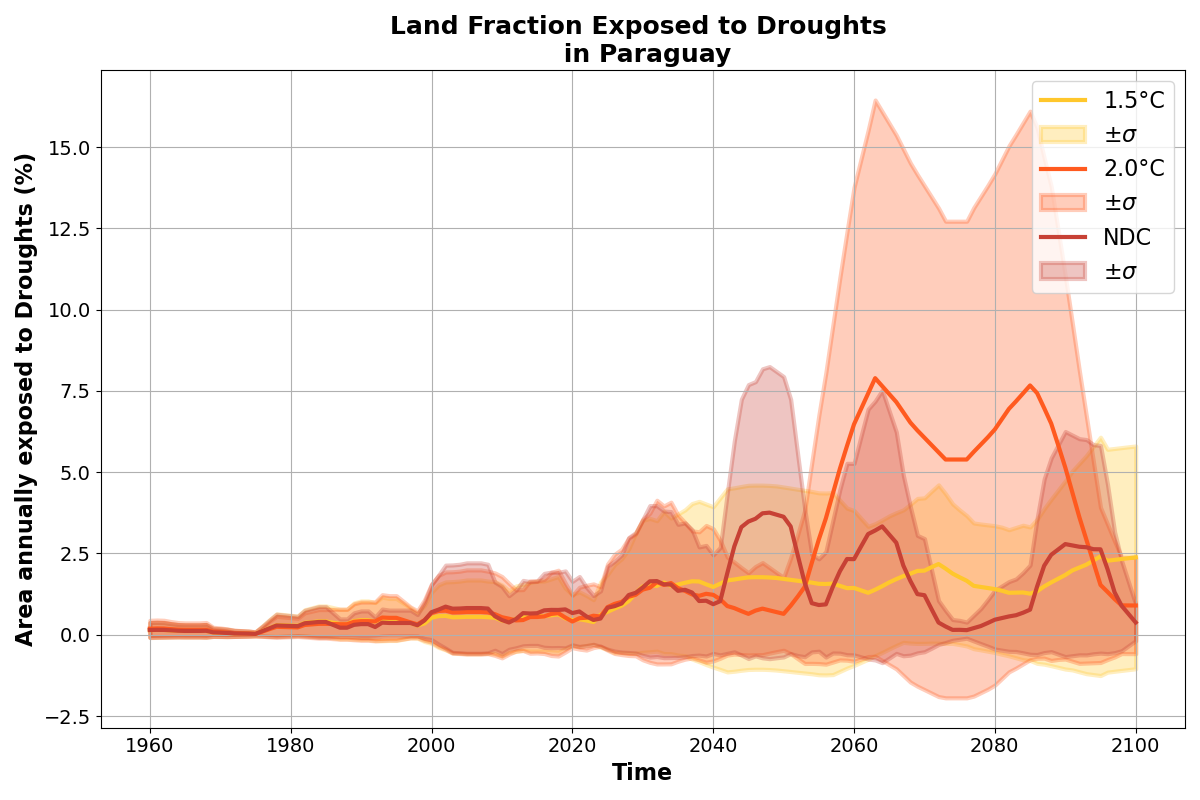 Land Fraction Exposed to Droughts
in Paraguay
Area annually exposed to Droughts (%)
15.0
12.5
10.0
7.5
5.0
2.5
0.0
−2.5
1960 1980 2000 2020 2040 2060 2080 2100
Time
1.5°C
±σ
2.0°C
±σ
NDC
±σ